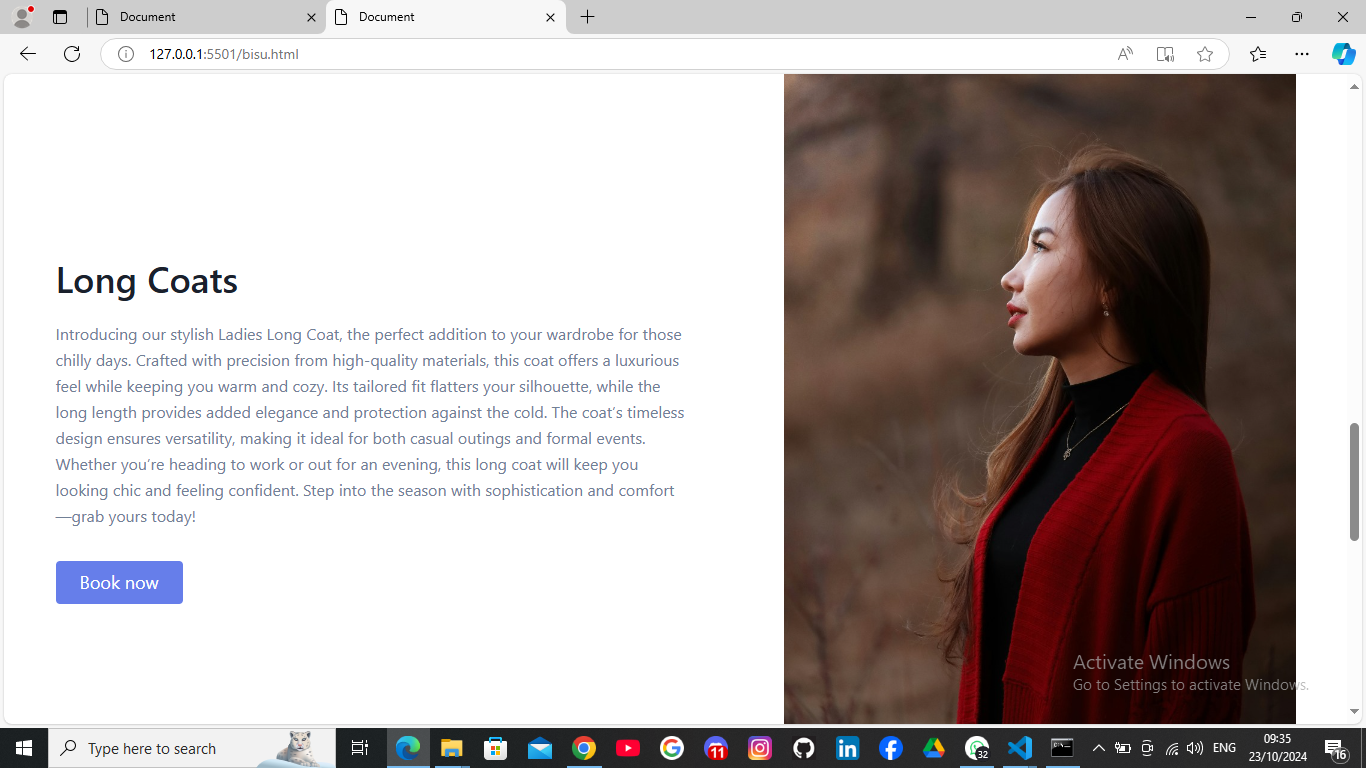 Document
Document
127.0.0.1:5501/bisu.html
Long Coats
Introducing our stylish Ladies Long Coat, the perfect addition to your wardrobe for those
chilly days. Crafted with precision from high-quality materials, this coat offers a luxurious
feel while keeping you warm and cozy. Its tailored fit flatters your silhouette, while the
long length provides added elegance and protection against the cold. The coat’s timeless
design ensures versatility, making it ideal for both casual outings and formal events.
Whether you’re heading to work or out for an evening, this long coat will keep you
looking chic and feeling confident. Step into the season with sophistication and comfort
—grab yours today!
Book now
Activate Windows
Go to Settings to activate Windows.
Type here to search
11
32
ENG
09:35
23/10/2024
16